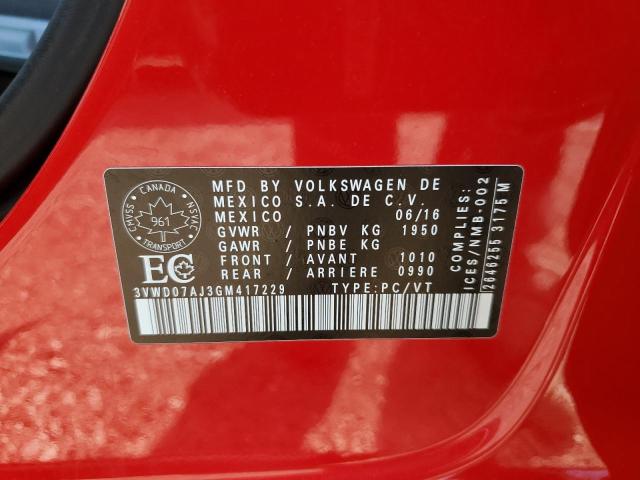 MFD BY VOLKSWAGEN DE
MEXICO S.A. DE C.V.
MEXICO 06/16
GVWR / PNBV KG 1950
GAWR / PNBE KG
FRONT / AVANT 1010
REAR / ARRIERE 0990
3VWD07AJ3GM417229 TYPE:PC/VT
CANADA
CMVSS NSVAC
961
TRANSPORT
EC
COMPLIES:
ICES/NMB-002
2646255 3175 M